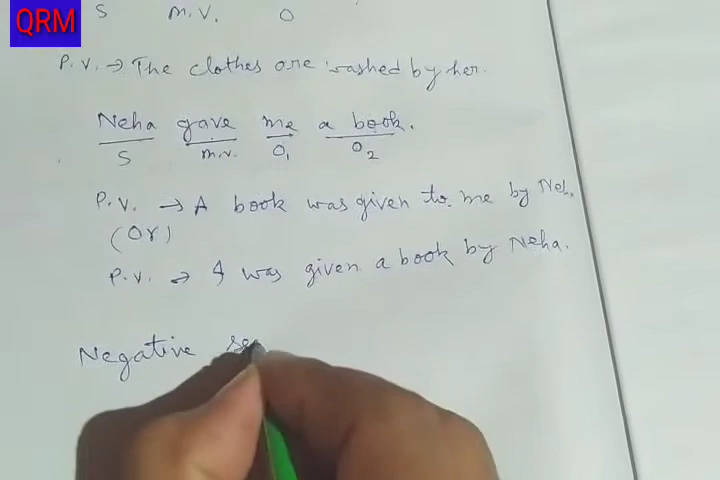 QRM
S m.v. O
P.V. → The clothes are washed by her.
Neha gave me a book.
S m.v. O1 O2
P.V. → A book was given to me by Neh.
(Or)
P.V. → I was given a book by Neha.
Negative